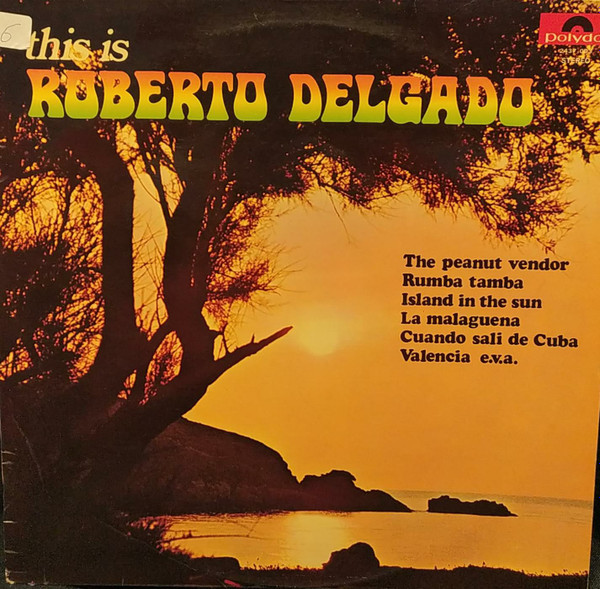 6
this is
ROBERTO DELGADO
Polydo
STEREO
The peanut vendor
Rumba tamba
Island in the sun
La malaguena
Cuando sali de Cuba
Valencia e.v.a.